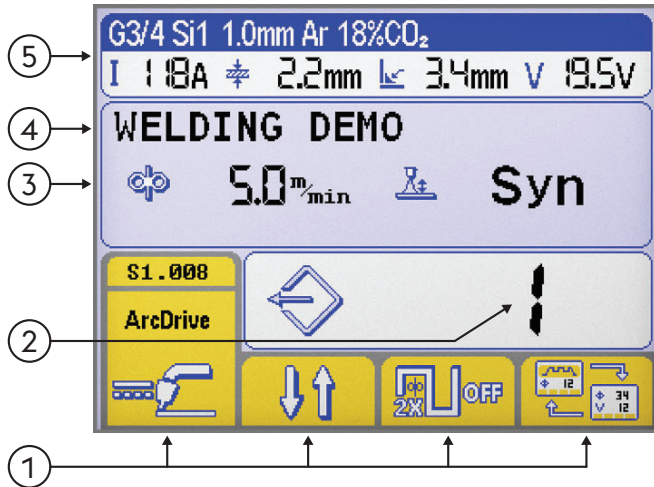 G3/4 Si1 1.0mm Ar 18%CO₂
5
I 118A 2.2mm 3.4mm V 19.5V
4
WELDING DEMO
3
5.0 m/min Syn
S1.008
ArcDrive
1
2
2X OFF
12
34
V 12
1